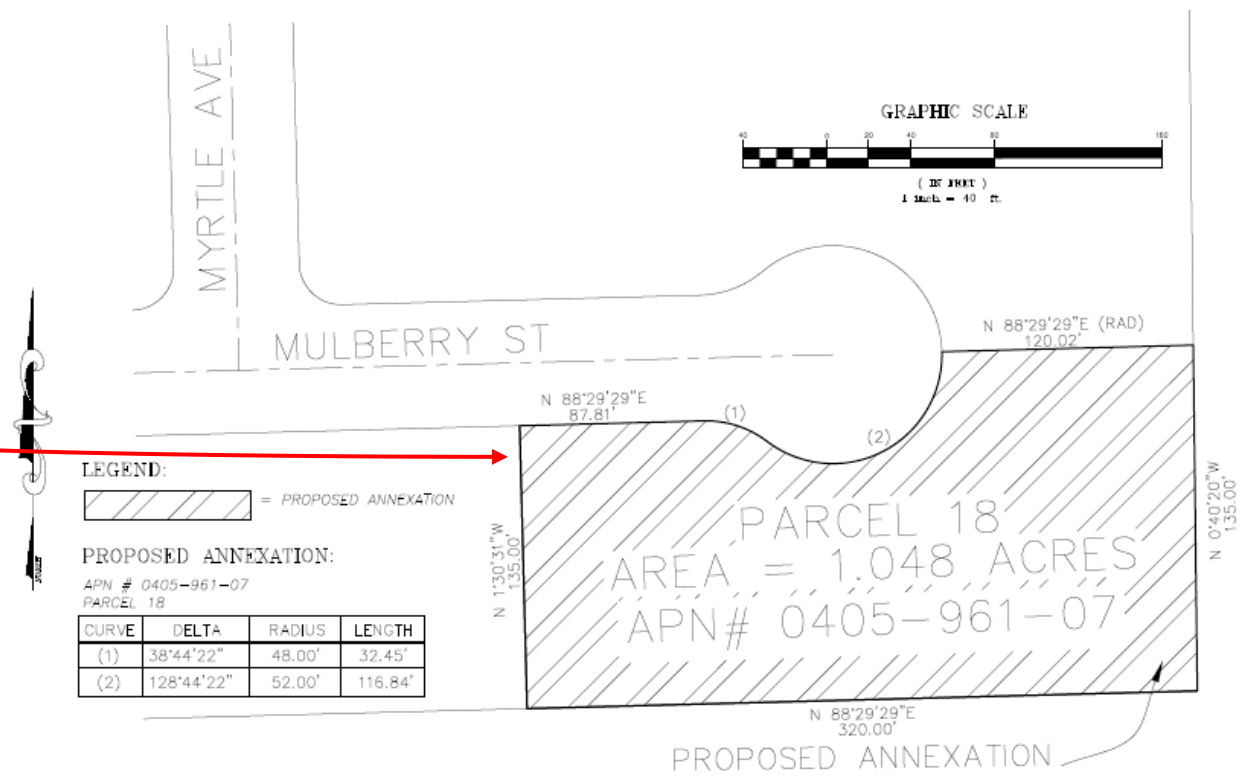 MYRTLE AVE
GRAPHIC SCALE
40 0 20 40 80 160
( IN FEET )
1 inch = 40 ft.
MULBERRY ST
N 88°29'29"E (RAD)
120.02'
N 88°29'29"E
87.81'
(1)
(2)
LEGEND:
= PROPOSED ANNEXATION
N 1°30'31"W
135.00'
N 0°40'20"W
135.00'
PARCEL 18
AREA = 1.048 ACRES
APN# 0405-961-07
PROPOSED ANNEXATION:
APN # 0405-961-07
PARCEL 18
CURVE DELTA RADIUS LENGTH
(1) 38°44'22" 48.00' 32.45'
(2) 128°44'22" 52.00' 116.84'
N 88°29'29"E
320.00'
PROPOSED ANNEXATION